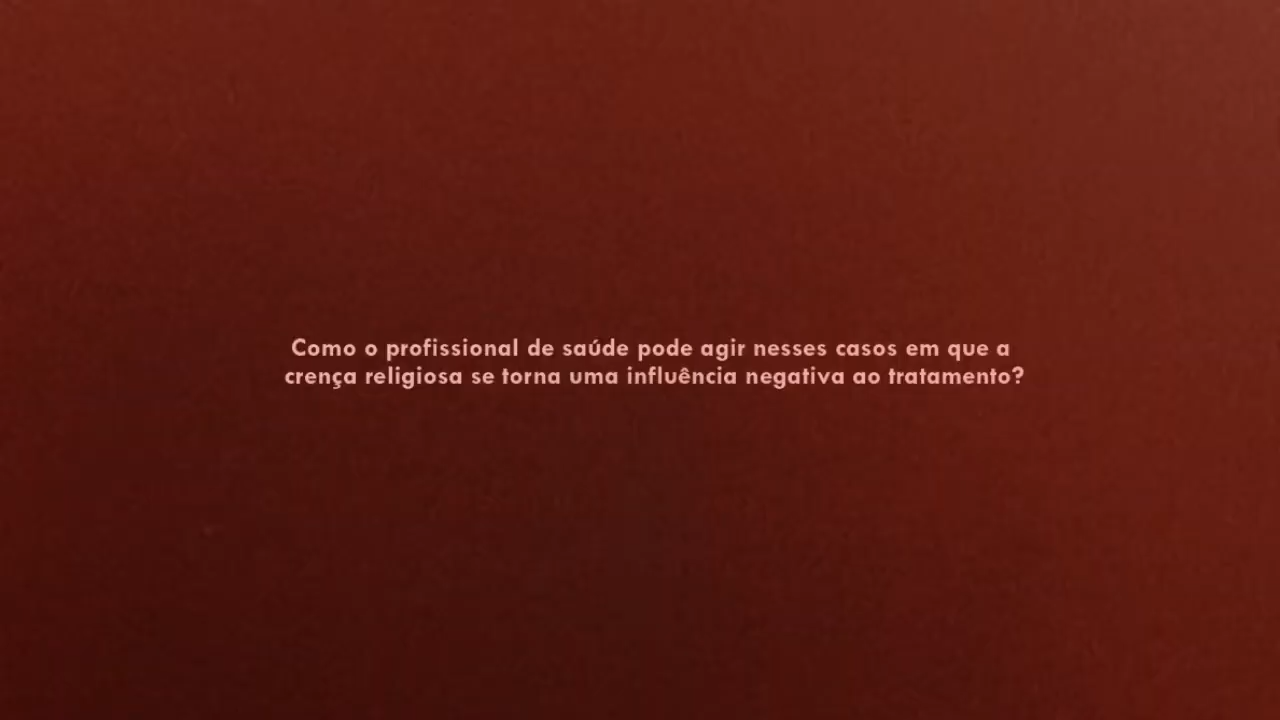 Como o profissional de saúde pode agir nesses casos em que a
crença religiosa se torna uma influência negativa ao tratamento?